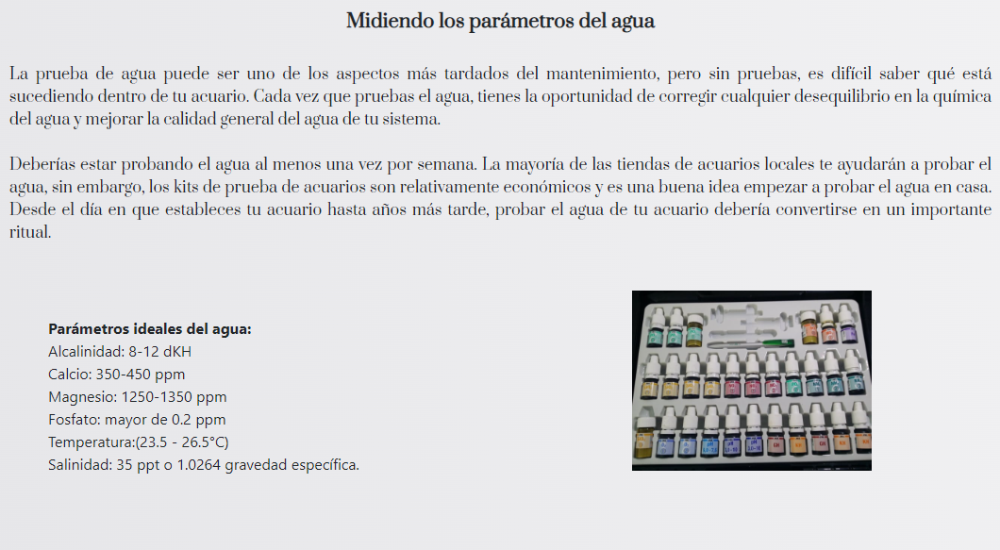 Midiendo los parámetros del agua
La prueba de agua puede ser uno de los aspectos más tardados del mantenimiento, pero sin pruebas, es difícil saber qué está
sucediendo dentro de tu acuario. Cada vez que pruebas el agua, tienes la oportunidad de corregir cualquier desequilibrio en la química
del agua y mejorar la calidad general del agua de tu sistema.
Deberías estar probando el agua al menos una vez por semana. La mayoría de las tiendas de acuarios locales te ayudarán a probar el
agua, sin embargo, los kits de prueba de acuarios son relativamente económicos y es una buena idea empezar a probar el agua en casa.
Desde el día en que estableces tu acuario hasta años más tarde, probar el agua de tu acuario debería convertirse en un importante
ritual.
Parámetros ideales del agua:
Alcalinidad: 8-12 dKH
Calcio: 350-450 ppm
Magnesio: 1250-1350 ppm
Fosfato: mayor de 0.2 ppm
Temperatura:(23.5 - 26.5°C)
Salinidad: 35 ppt o 1.0264 gravedad específica.